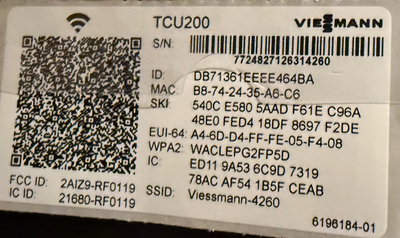 TCU200 VIESMANN
S/N:
7724827126314260
ID: DB71361EEEE464BA
MAC: B8-74-24-35-A6-C6
SKI 540C E580 5AAD F61E C96A
48E0 FED4 18DF 8697 F2DE
EUI-64: A4-6D-D4-FF-FE-05-F4-08
WPA2: WACLEPG2FP5D
IC ED11 9A53 6C9D 7319
78AC AF54 1B5F CEAB
SSID: Viessmann-4260
FCC ID: 2AIZ9-RF0119
IC ID: 21680-RF0119
6196184-01